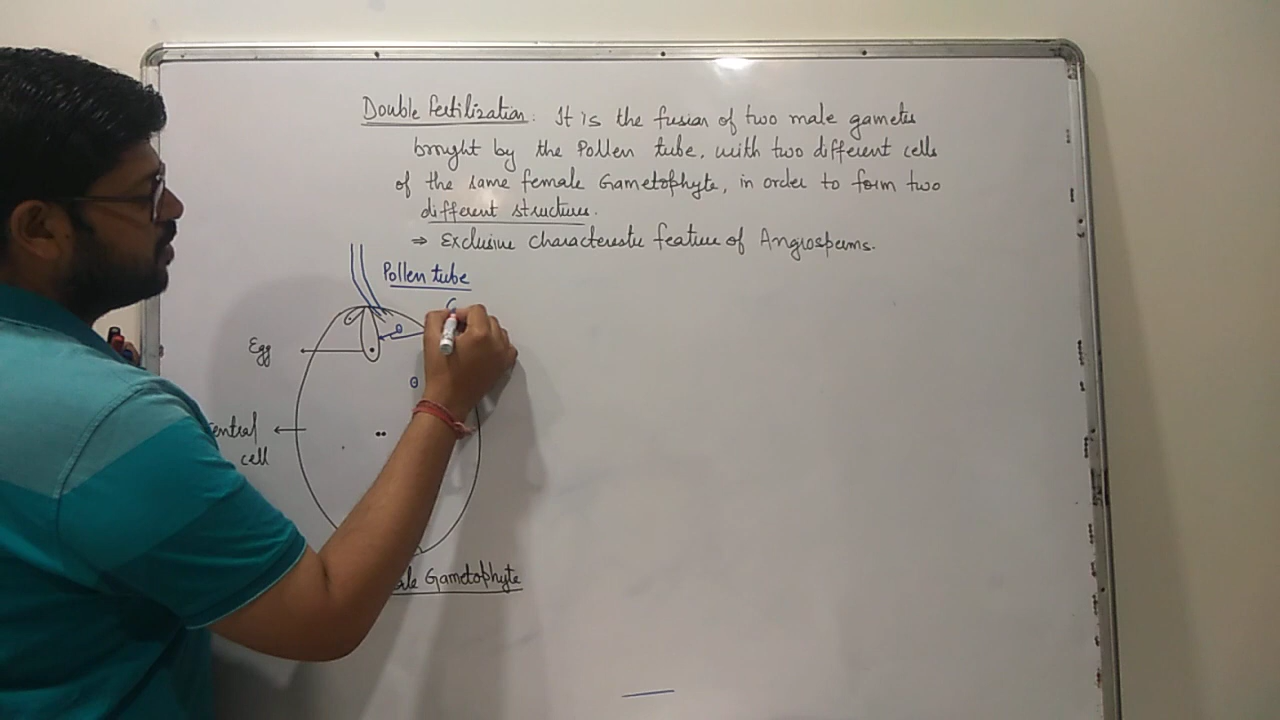 Double Fertilization: It is the fusion of two male gametes
brought by the Pollen tube, with two different cells
of the same female Gametophyte, in order to form two
different structures.
⇒ Exclusive characteristic feature of Angiosperms.
Pollen tube
Egg
cell
Gametophyte